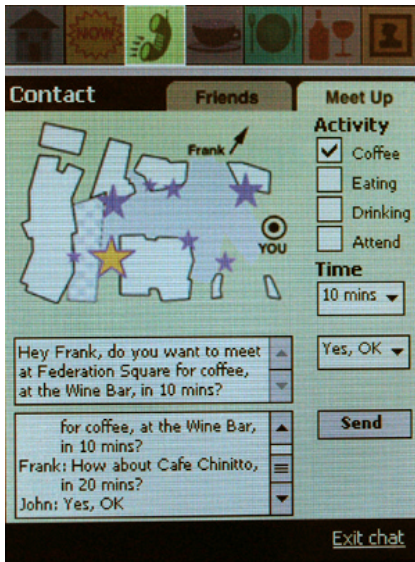 NOW
Contact
Friends
Meet Up
Frank
YOU
Activity
Coffee
Eating
Drinking
Attend
Time
10 mins
Hey Frank, do you want to meet
at Federation Square for coffee,
at the Wine Bar, in 10 mins?
Yes, OK
for coffee, at the Wine Bar,
in 10 mins?
Frank: How about Cafe Chinitto,
in 20 mins?
John: Yes, OK
Send
Exit chat